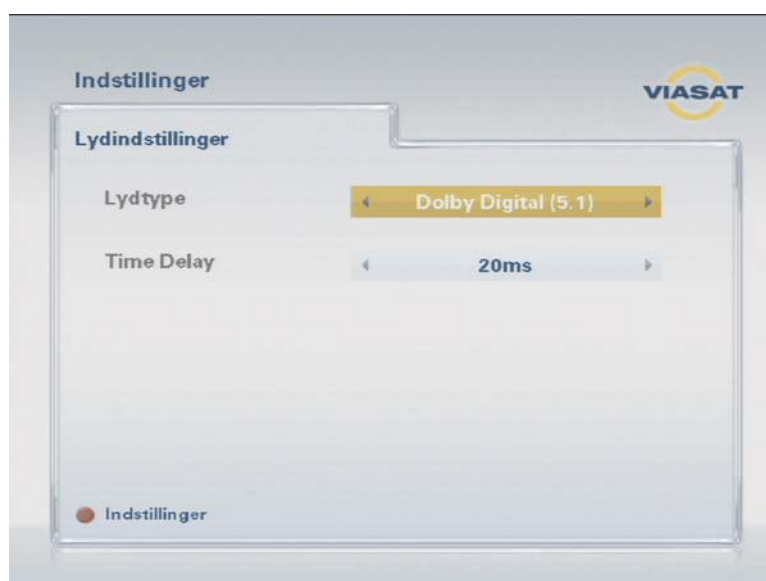 Indstillinger
VIASAT
Lydindstillinger
Lydtype
Dolby Digital (5.1)
Time Delay
20ms
Indstillinger